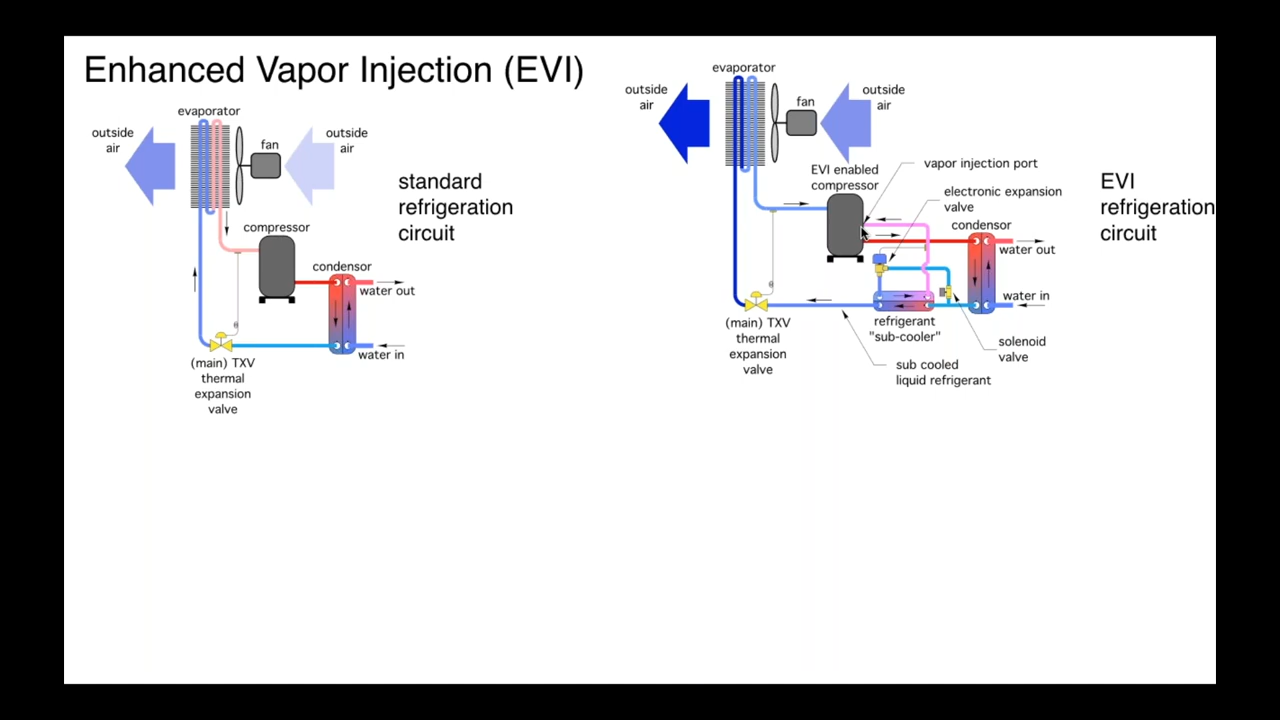 Enhanced Vapor Injection (EVI)
evaporator
outside
air
fan
outside
air
compressor
condensor
water out
water in
(main) TXV
thermal
expansion
valve
standard
refrigeration
circuit
evaporator
outside
air
fan
outside
air
EVI enabled
compressor
vapor injection port
electronic expansion
valve
condensor
water out
water in
refrigerant
"sub-cooler"
solenoid
valve
sub cooled
liquid refrigerant
(main) TXV
thermal
expansion
valve
EVI
refrigeration
circuit